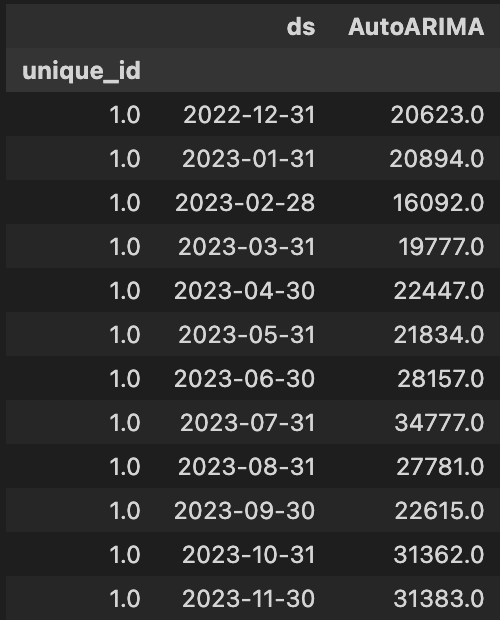 ds AutoARIMA
unique_id
1.0 2022-12-31 20623.0
1.0 2023-01-31 20894.0
1.0 2023-02-28 16092.0
1.0 2023-03-31 19777.0
1.0 2023-04-30 22447.0
1.0 2023-05-31 21834.0
1.0 2023-06-30 28157.0
1.0 2023-07-31 34777.0
1.0 2023-08-31 27781.0
1.0 2023-09-30 22615.0
1.0 2023-10-31 31362.0
1.0 2023-11-30 31383.0